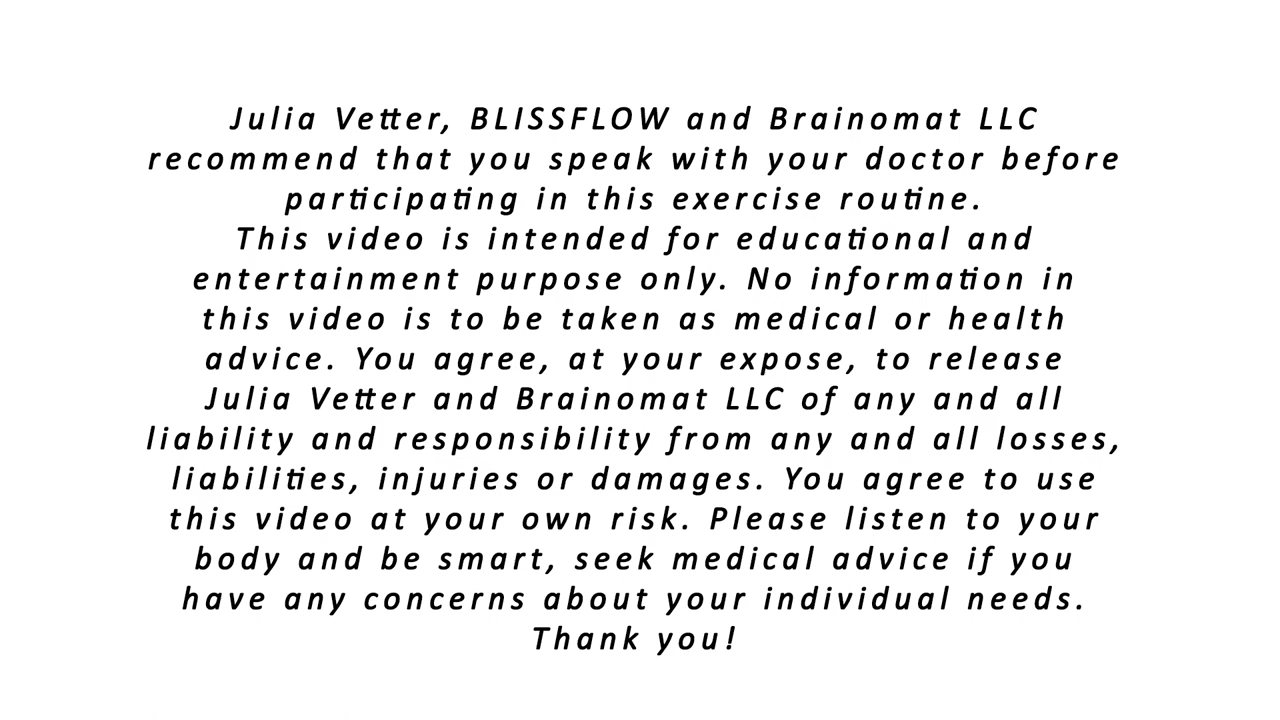 Julia Vetter, BLISSFLOW and Brainomat LLC
recommend that you speak with your doctor before
participating in this exercise routine.
This video is intended for educational and
entertainment purpose only. No information in
this video is to be taken as medical or health
advice. You agree, at your expose, to release
Julia Vetter and Brainomat LLC of any and all
liability and responsibility from any and all losses,
liabilities, injuries or damages. You agree to use
this video at your own risk. Please listen to your
body and be smart, seek medical advice if you
have any concerns about your individual needs.
Thank you!